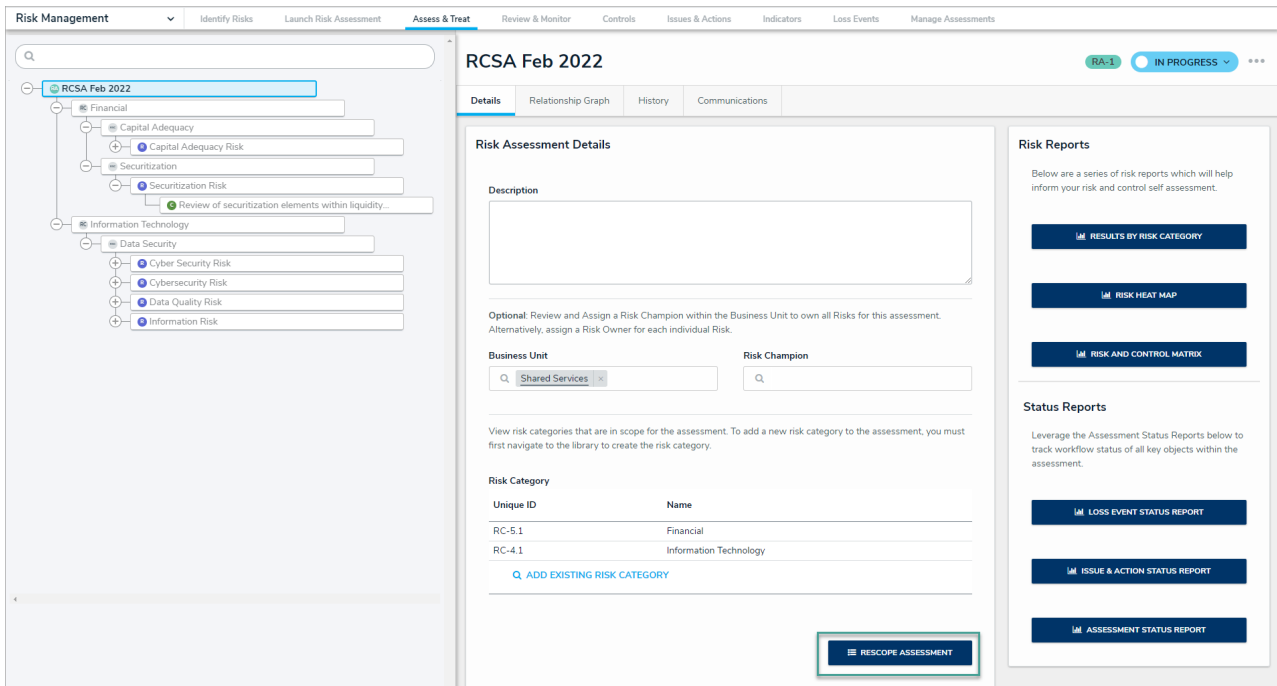 Risk Management
Identify Risks
Launch Risk Assessment
Assess & Treat
Review & Monitor
Controls
Issues & Actions
Indicators
Loss Events
Manage Assessments
RCSA Feb 2022
RC Financial
Capital Adequacy
R Capital Adequacy Risk
Securitization
R Securitization Risk
C Review of securitization elements within liquidity...
RC Information Technology
Data Security
R Cyber Security Risk
R Cybersecurity Risk
R Data Quality Risk
R Information Risk
RCSA Feb 2022
RA-1
IN PROGRESS
Details
Relationship Graph
History
Communications
Risk Assessment Details
Description
Optional: Review and Assign a Risk Champion within the Business Unit to own all Risks for this assessment.
Alternatively, assign a Risk Owner for each individual Risk.
Business Unit
Risk Champion
Shared Services ×
View risk categories that are in scope for the assessment. To add a new risk category to the assessment, you must
first navigate to the library to create the risk category.
Risk Category
Unique ID Name
RC-5.1 Financial
RC-4.1 Information Technology
ADD EXISTING RISK CATEGORY
RESCOPE ASSESSMENT
Risk Reports
Below are a series of risk reports which will help
inform your risk and control self assessment.
RESULTS BY RISK CATEGORY
RISK HEAT MAP
RISK AND CONTROL MATRIX
Status Reports
Leverage the Assessment Status Reports below to
track workflow status of all key objects within the
assessment.
LOSS EVENT STATUS REPORT
ISSUE & ACTION STATUS REPORT
ASSESSMENT STATUS REPORT